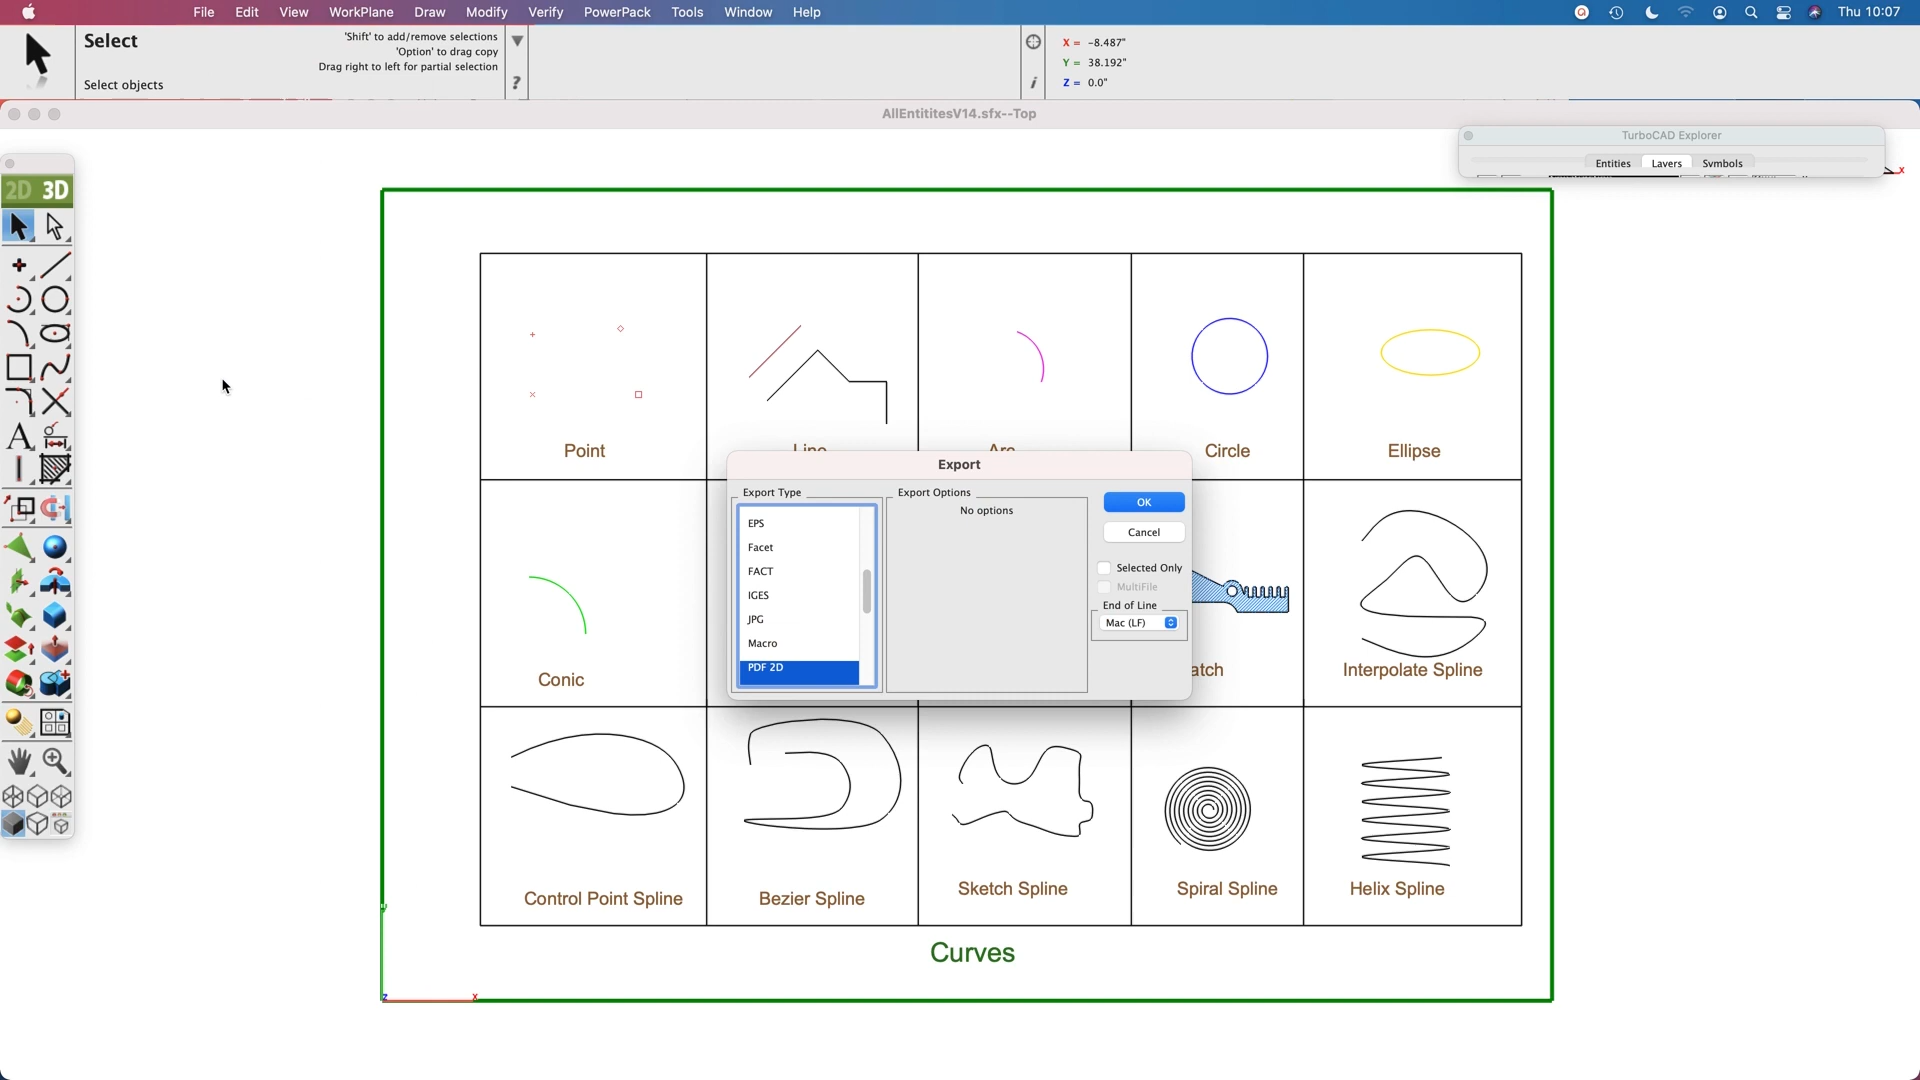 File Edit View WorkPlane Draw Modify Verify PowerPack Tools Window Help
Thu 10:07
Select
'Shift' to add/remove selections
'Option' to drag copy
Drag right to left for partial selection
Select objects
?
i
X = -8.487"
Y = 38.192"
Z = 0.0"
AllEntititesV14.sfx--Top
TurboCAD Explorer
Entities Layers Symbols
x
2D 3D
A
Point
Circle
Ellipse
Export
Export Type
EPS
Facet
FACT
IGES
JPG
Macro
PDF 2D
Export Options
No options
OK
Cancel
Selected Only
MultiFile
End of Line
Mac (LF)
Conic
atch
Interpolate Spline
Control Point Spline
Bezier Spline
Sketch Spline
Spiral Spline
Helix Spline
Curves
y
z
x